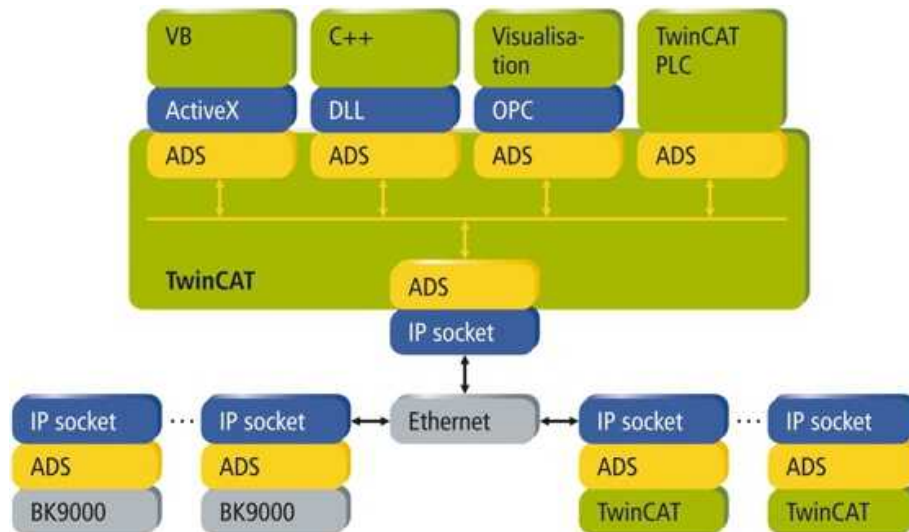 VB
C++
Visualisa-
tion
TwinCAT
PLC
ActiveX
DLL
OPC
ADS
ADS
ADS
ADS
TwinCAT
ADS
IP socket
IP socket
···
IP socket
Ethernet
IP socket
···
IP socket
ADS
ADS
ADS
ADS
BK9000
BK9000
TwinCAT
TwinCAT